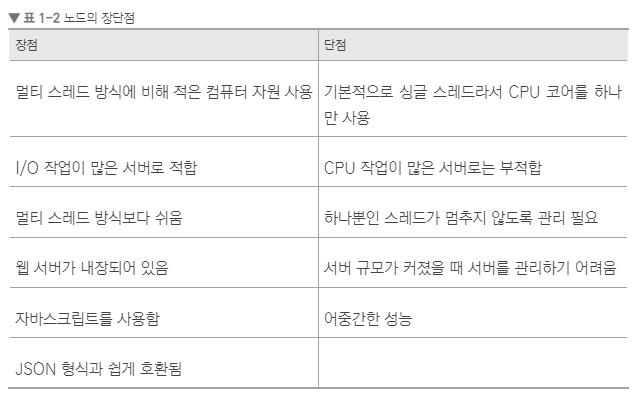 ▼ 표 1-2 노드의 장단점
장점 단점
멀티 스레드 방식에 비해 적은 컴퓨터 자원 사용 기본적으로 싱글 스레드라서 CPU 코어를 하나
만 사용
I/O 작업이 많은 서버로 적합 CPU 작업이 많은 서버로는 부적합
멀티 스레드 방식보다 쉬움 하나뿐인 스레드가 멈추지 않도록 관리 필요
웹 서버가 내장되어 있음 서버 규모가 커졌을 때 서버를 관리하기 어려움
자바스크립트를 사용함 어중간한 성능
JSON 형식과 쉽게 호환됨